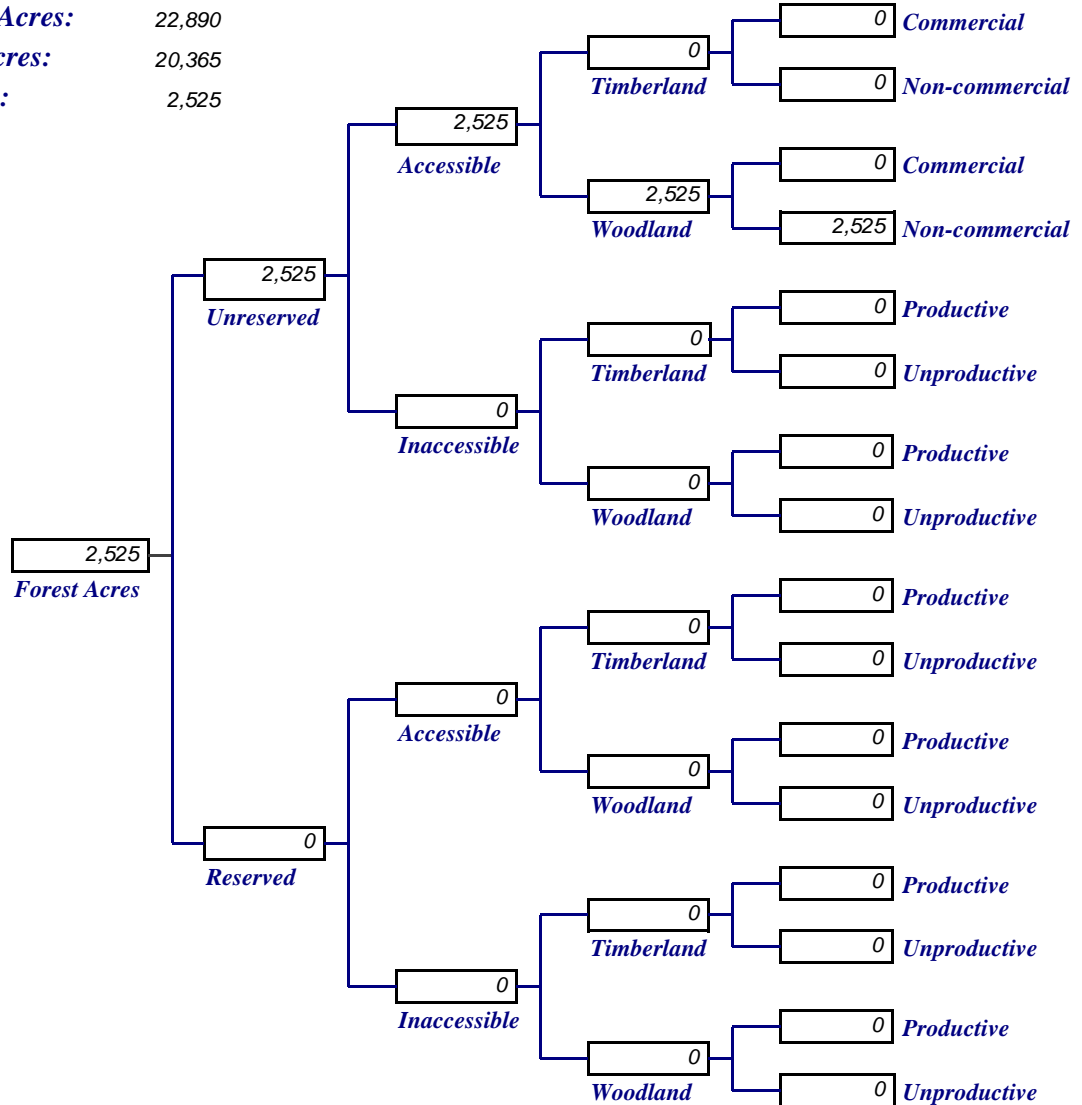 Acres: 22,890
cres: 20,365
: 2,525
0 Commercial
0
Timberland
0 Non-commercial
2,525
Accessible
0 Commercial
2,525
Woodland
2,525 Non-commercial
2,525
Unreserved
0 Productive
0
Timberland
0 Unproductive
0
Inaccessible
0 Productive
0
Woodland
0 Unproductive
2,525
Forest Acres
0 Productive
0
Timberland
0 Unproductive
0
Accessible
0 Productive
0
Woodland
0 Unproductive
0
Reserved
0 Productive
0
Timberland
0 Unproductive
0
Inaccessible
0 Productive
0
Woodland
0 Unproductive